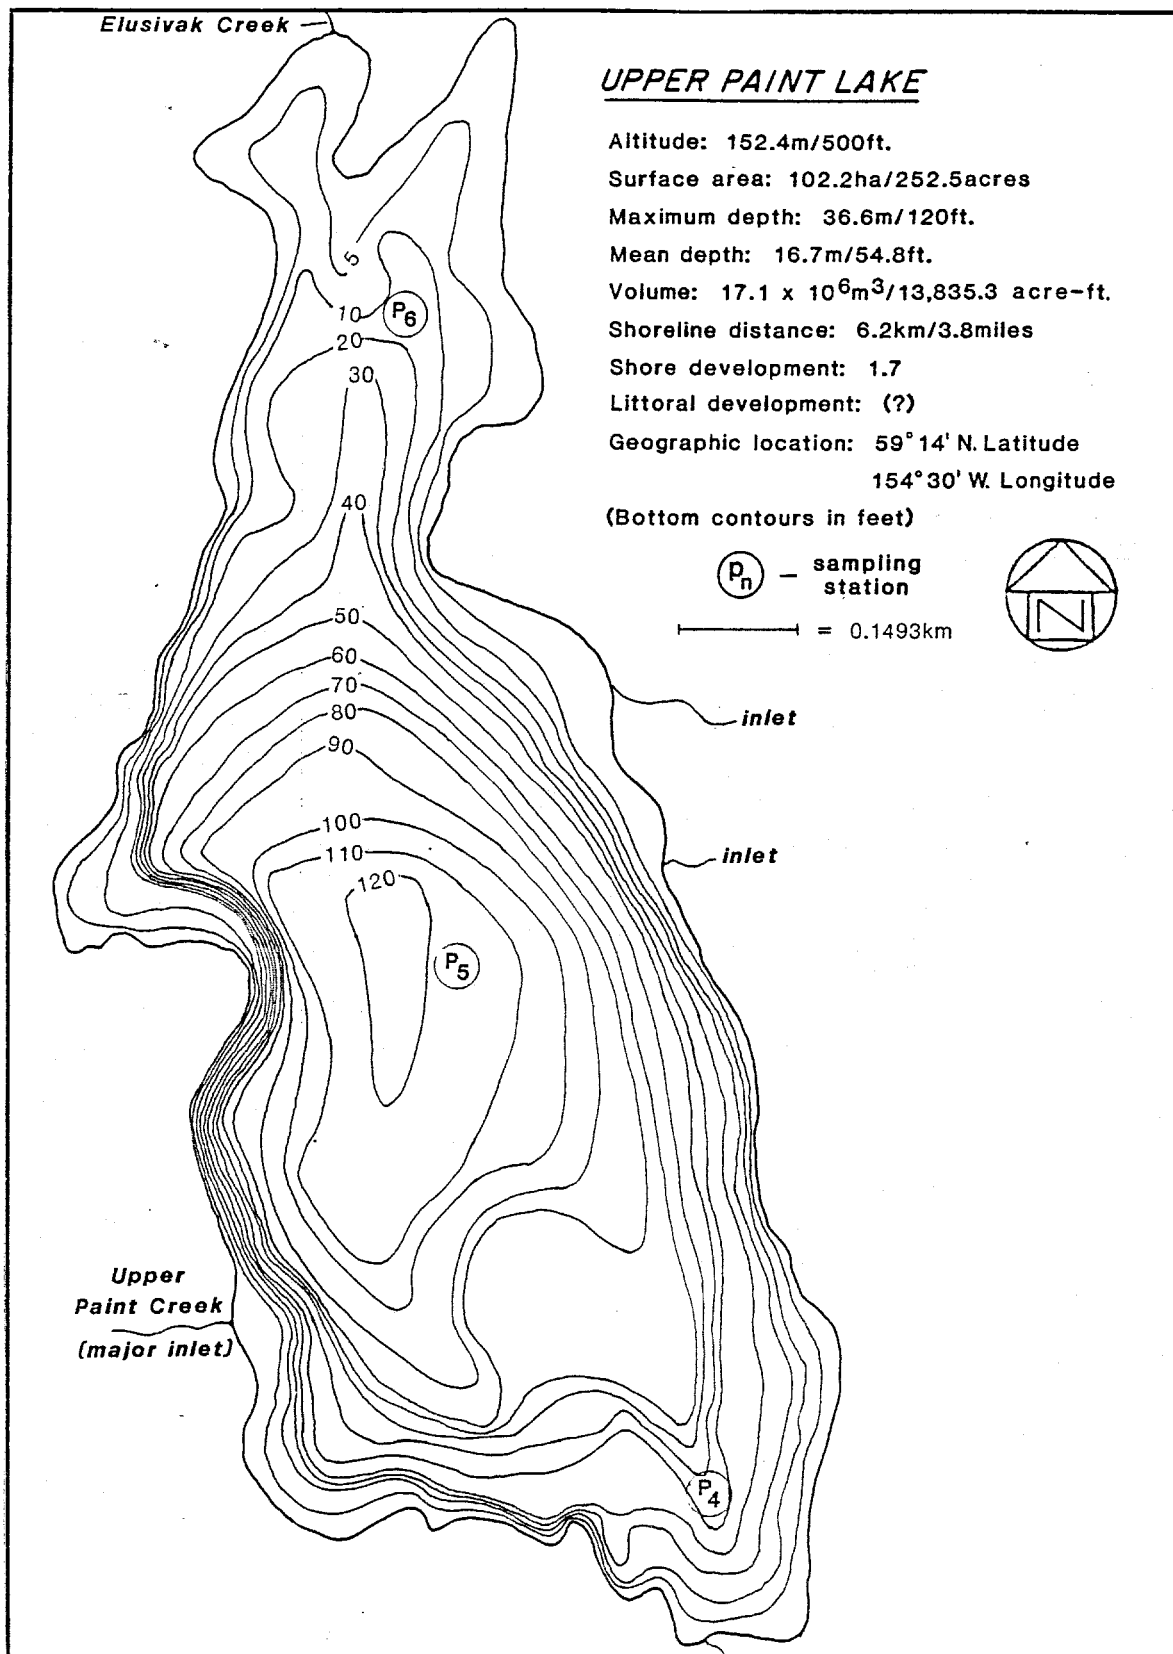 Elusivak Creek
UPPER PAINT LAKE
Altitude: 152.4m/500ft.
Surface area: 102.2ha/252.5acres
Maximum depth: 36.6m/120ft.
Mean depth: 16.7m/54.8ft.
Volume: 17.1 x 10⁶m³/13,835.3 acre-ft.
Shoreline distance: 6.2km/3.8miles
Shore development: 1.7
Littoral development: (?)
Geographic location: 59°14' N. Latitude
154°30' W. Longitude
(Bottom contours in feet)
Pn – sampling
station
= 0.1493km
N
5
10
P6
20
30
40
50
60
70
80
90
100
110
120
inlet
inlet
P5
Upper
Paint Creek
(major inlet)
P4